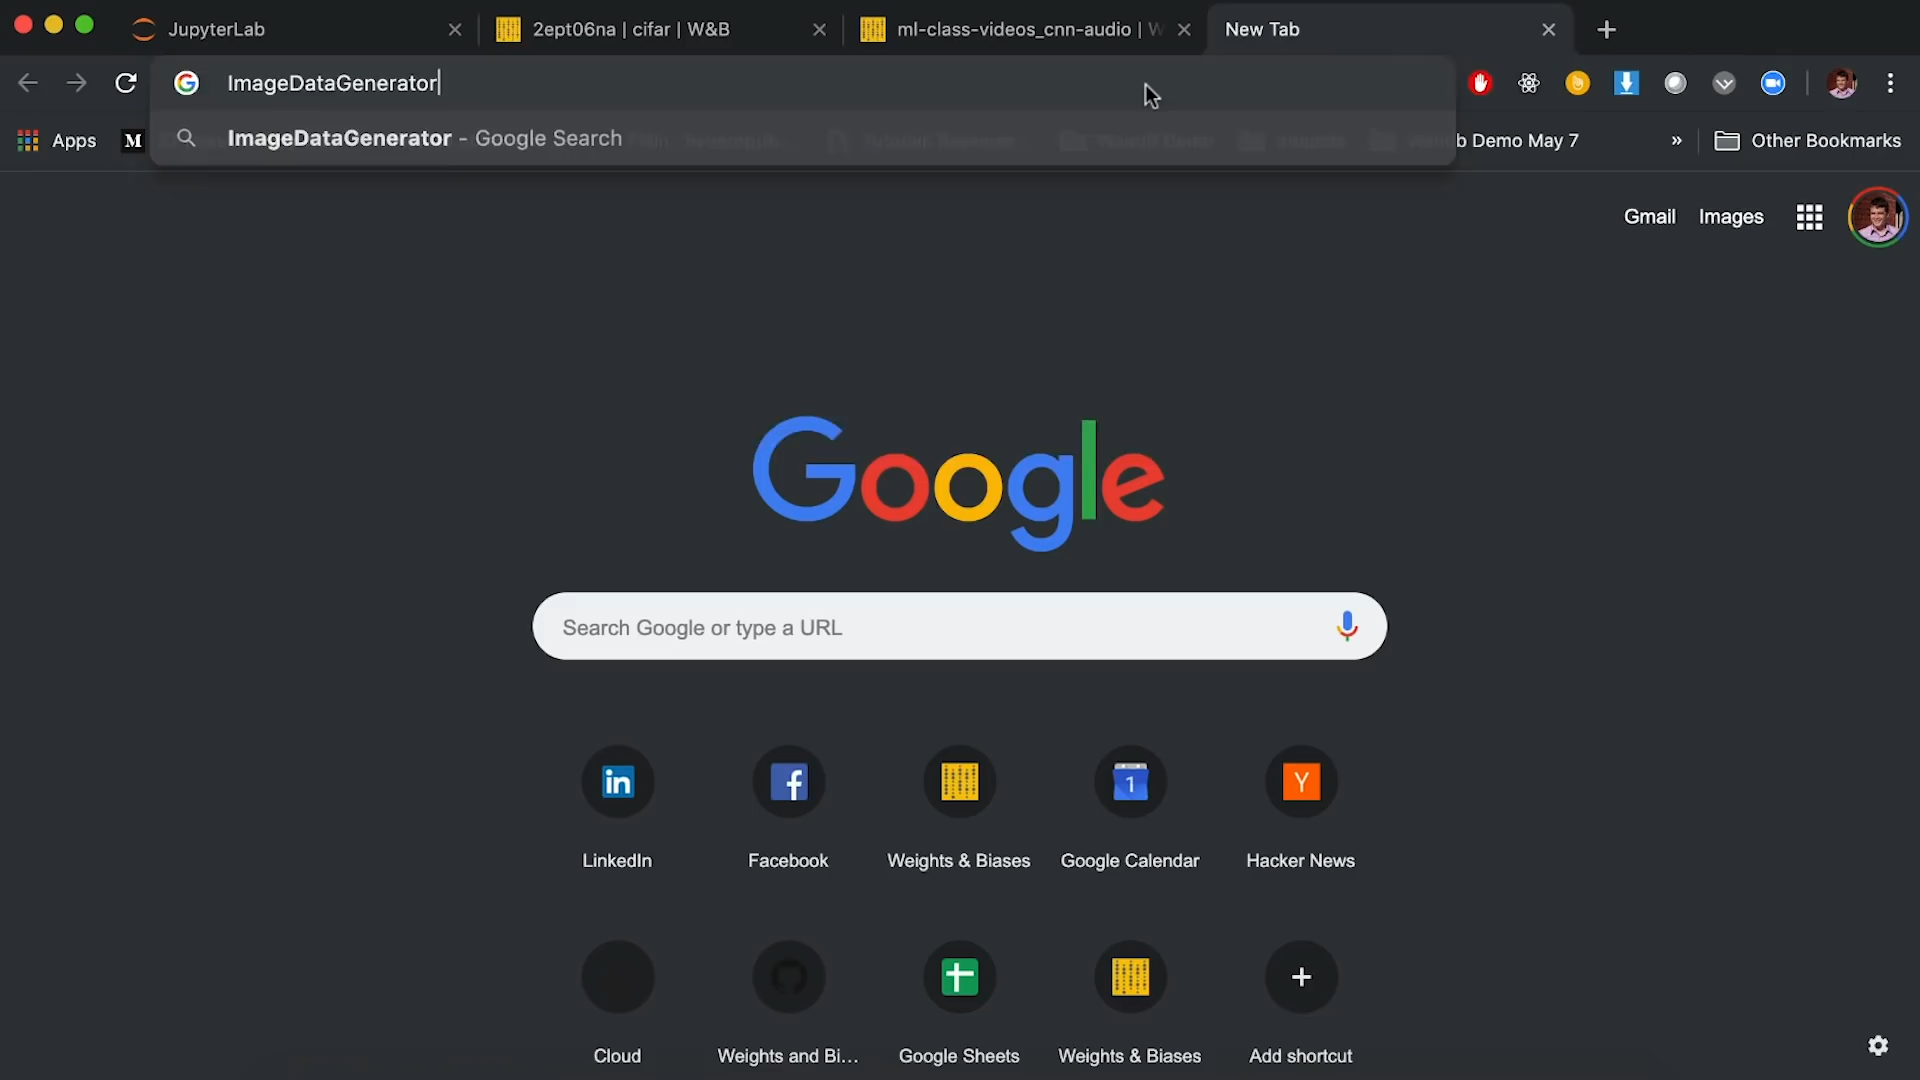 JupyterLab
2ept06na | cifar | W&B
ml-class-videos_cnn-audio | W
New Tab
ImageDataGenerator
ImageDataGenerator - Google Search
Apps
M
b Demo May 7
»
Other Bookmarks
Gmail
Images
Google
Search Google or type a URL
in
f
1
Y
LinkedIn
Facebook
Weights & Biases
Google Calendar
Hacker News
Cloud
Weights and Bi...
Google Sheets
Weights & Biases
Add shortcut